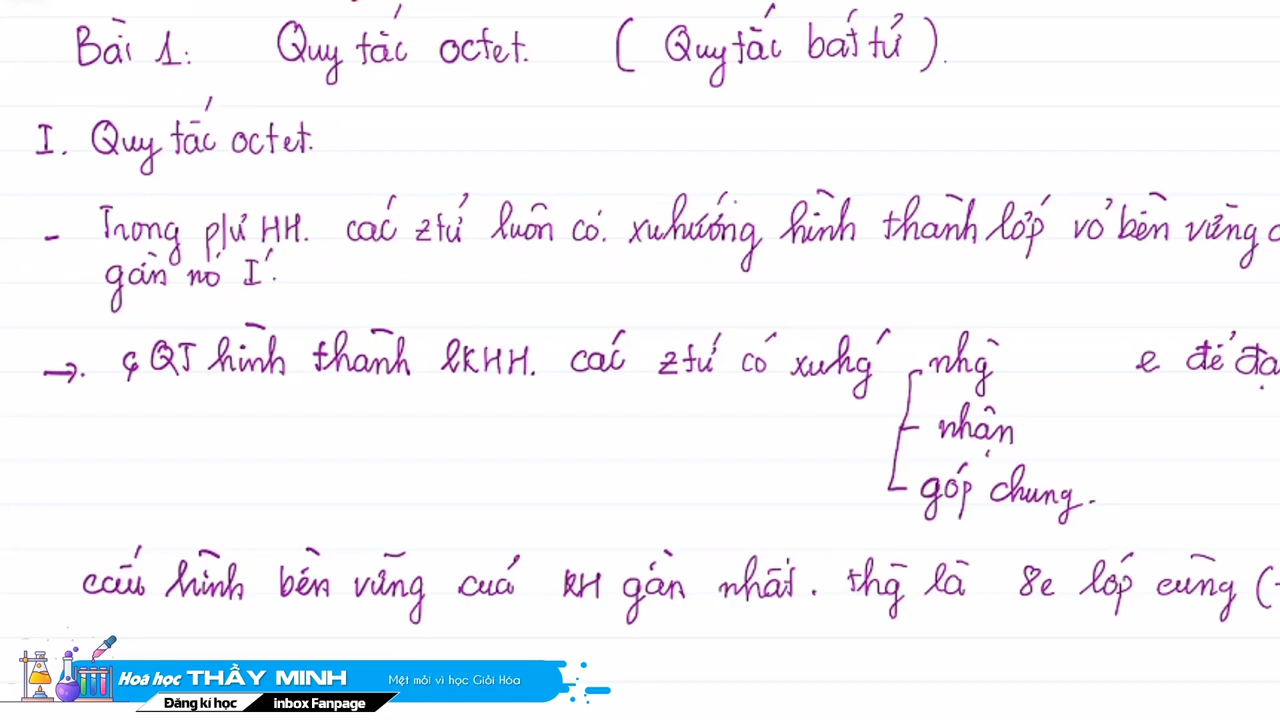 Bài 1: Quy tắc octet. ( Quy tắc bát tử ).
I. Quy tắc octet.
- Trong pứ HH. các ztử luôn có xu hướng hình thành lớp vỏ bền vững
gần nó I'.
→. QT hình thành lKHH. các ztử có xuhg nhg e để đạ
nhận
góp chung.
cấu hình bền vững của KH gần nhất. thg là 8e lớp cùng (
Hoá học THẦY MINH
Mệt mỏi vì học Giỏi Hóa
Đăng kí học inbox Fanpage